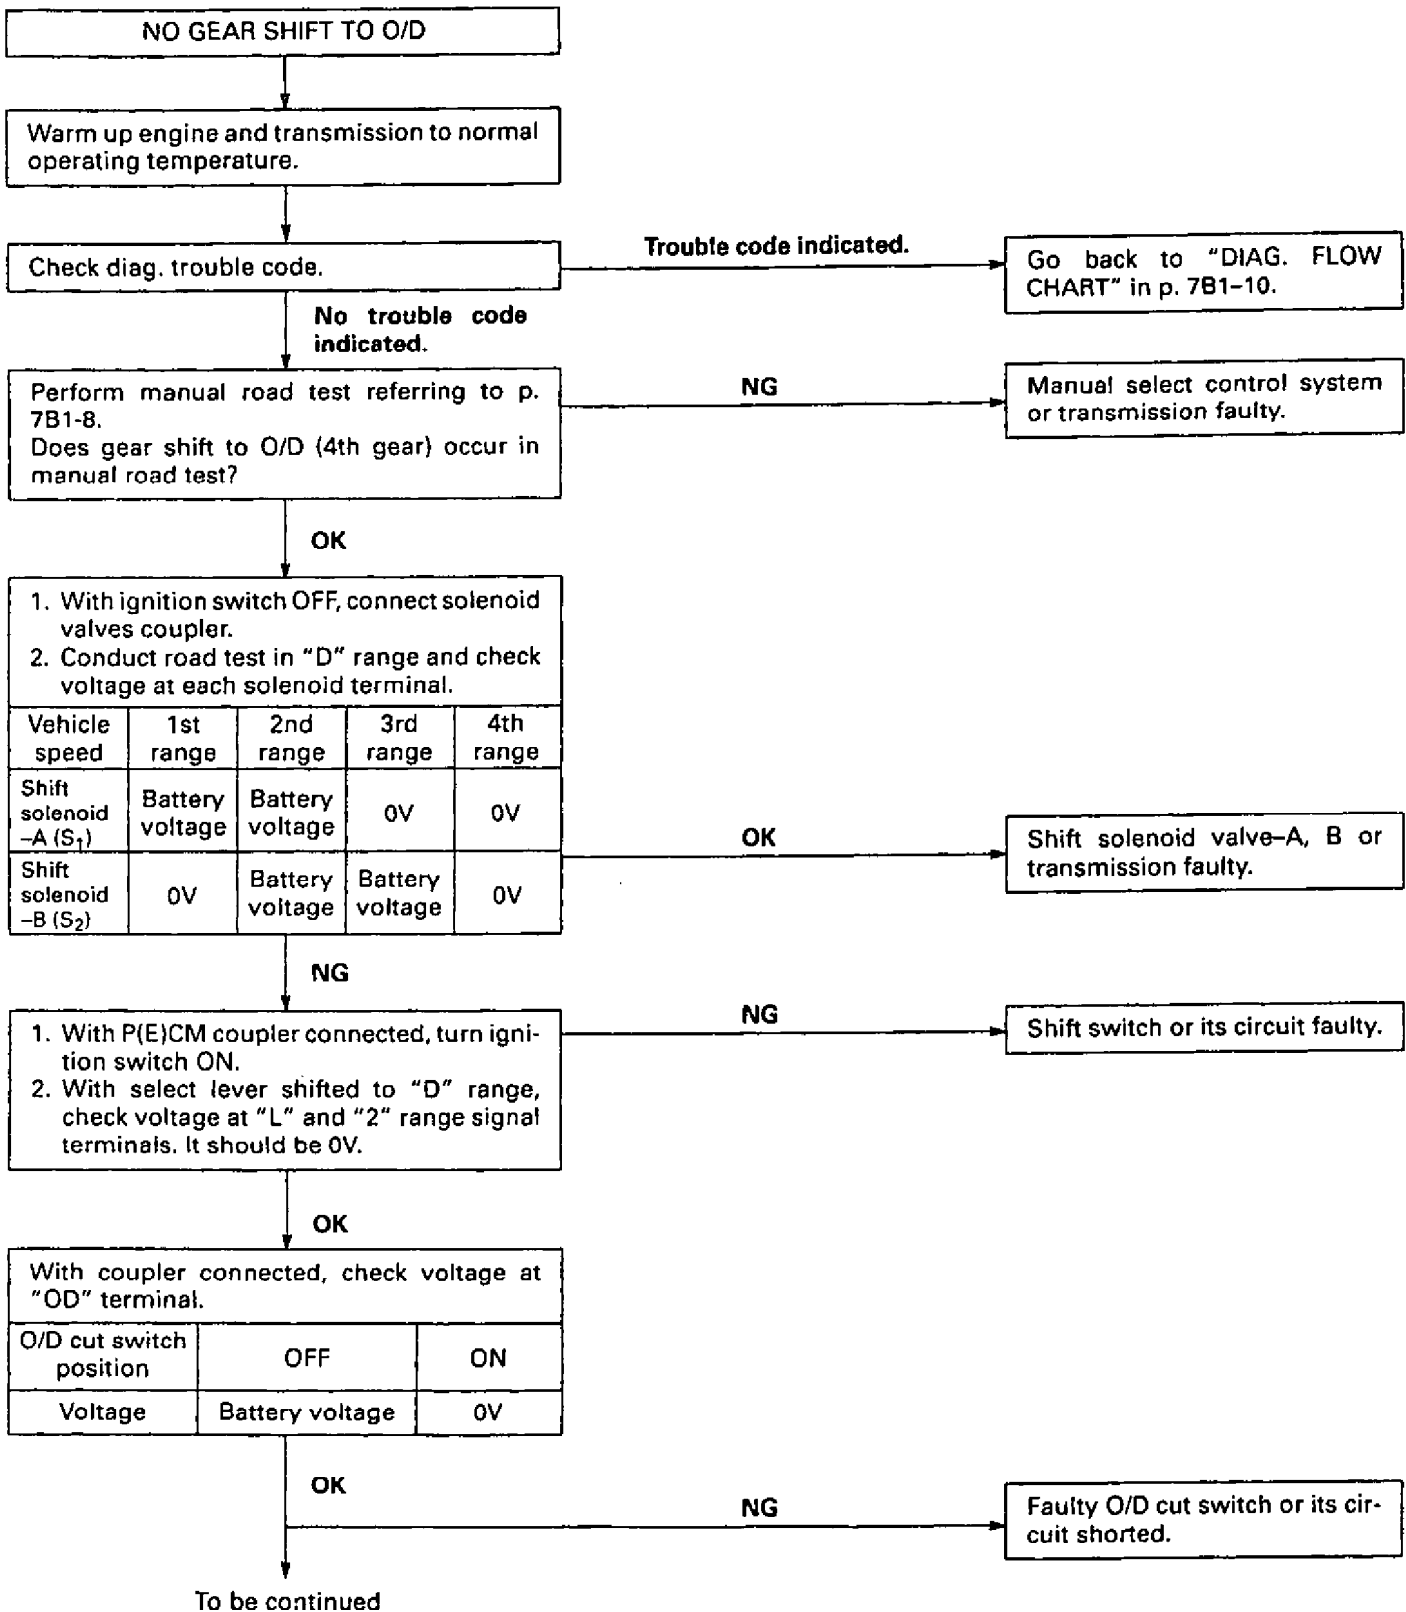 NO GEAR SHIFT TO O/D
Warm up engine and transmission to normal
operating temperature.
Check diag. trouble code.
Trouble code indicated.
Go back to "DIAG. FLOW
CHART" in p. 7B1–10.
No trouble code
indicated.
Perform manual road test referring to p.
7B1-8.
Does gear shift to O/D (4th gear) occur in
manual road test?
NG
Manual select control system
or transmission faulty.
OK
1. With ignition switch OFF, connect solenoid
valves coupler.
2. Conduct road test in "D" range and check
voltage at each solenoid terminal.
Vehicle speed 1st range 2nd range 3rd range 4th range
Shift solenoid –A (S₁) Battery voltage Battery voltage 0V 0V
Shift solenoid –B (S₂) 0V Battery voltage Battery voltage 0V
OK
Shift solenoid valve–A, B or
transmission faulty.
NG
1. With P(E)CM coupler connected, turn igni-
tion switch ON.
2. With select lever shifted to "D" range,
check voltage at "L" and "2" range signal
terminals. It should be 0V.
NG
Shift switch or its circuit faulty.
OK
With coupler connected, check voltage at
"OD" terminal.
O/D cut switch position OFF ON
Voltage Battery voltage 0V
OK
NG
Faulty O/D cut switch or its cir-
cuit shorted.
To be continued